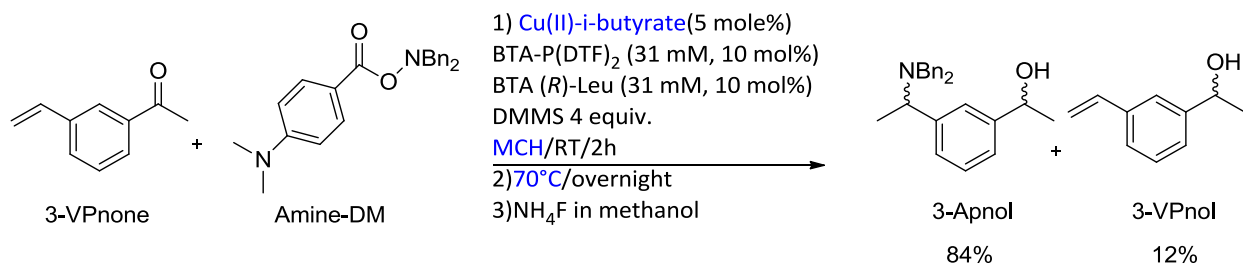 O
+
3-VPnone
N
O
O
NBn2
Amine-DM
1) Cu(II)-i-butyrate(5 mole%)
BTA-P(DTF)2 (31 mM, 10 mol%)
BTA (R)-Leu (31 mM, 10 mol%)
DMMS 4 equiv.
MCH/RT/2h
2)70°C/overnight
3)NH4F in methanol
NBn2
OH
3-Apnol
84%
+
OH
3-VPnol
12%